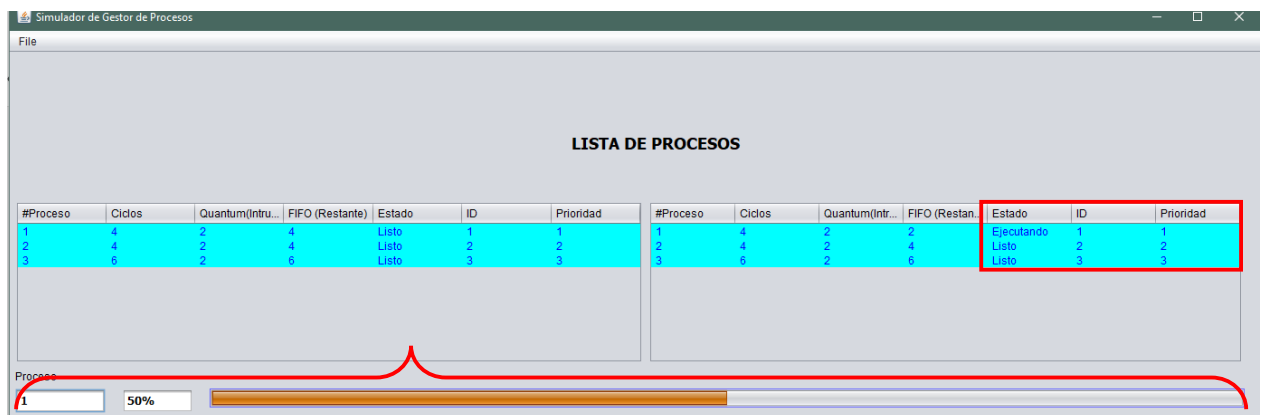 Simulador de Gestor de Procesos
File
LISTA DE PROCESOS
#Proceso Ciclos Quantum(Intru... FIFO (Restante) Estado ID Prioridad
1 4 2 4 Listo 1 1
2 4 2 4 Listo 2 2
3 6 2 6 Listo 3 3
#Proceso Ciclos Quantum(Intr... FIFO (Restan... Estado ID Prioridad
1 4 2 2 Ejecutando 1 1
2 4 2 4 Listo 2 2
3 6 2 6 Listo 3 3
Proceso
1 50%